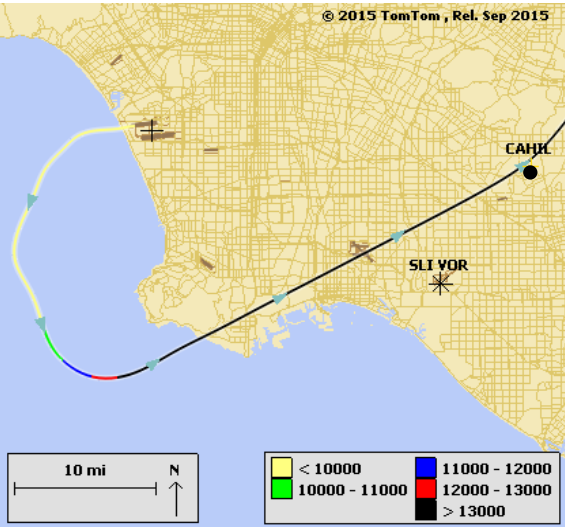 © 2015 TomTom, Rel. Sep 2015
CAHIL
SLI VOR
10 mi
N
< 10000
10000 - 11000
11000 - 12000
12000 - 13000
> 13000